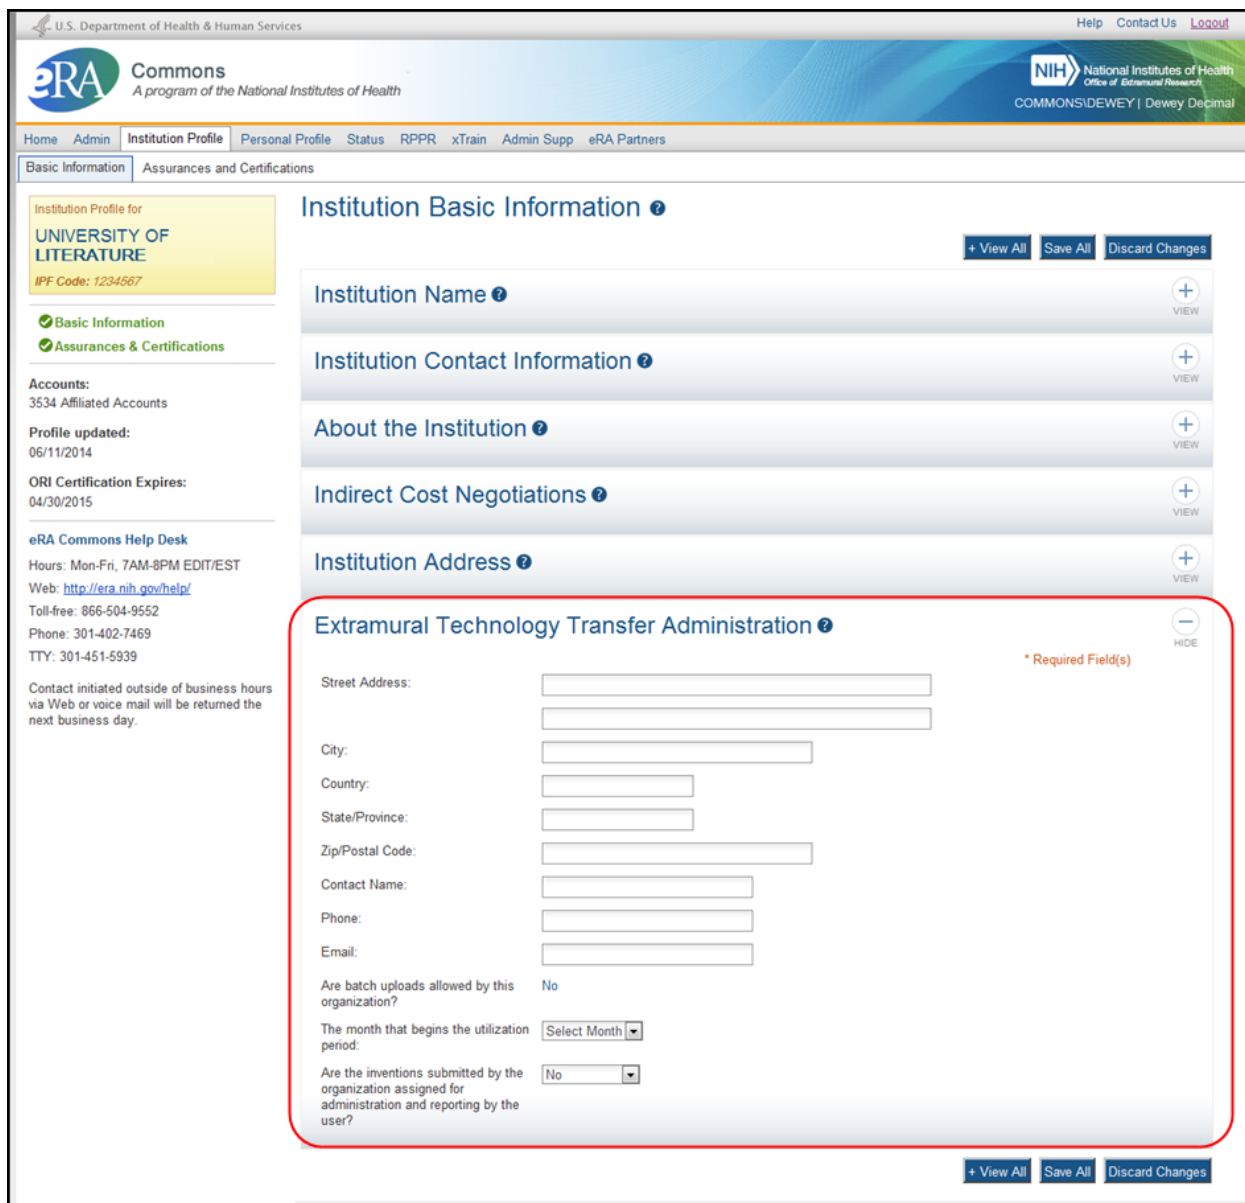 U.S. Department of Health & Human Services
Help Contact Us Logout
eRA
Commons
A program of the National Institutes of Health
NIH National Institutes of Health
Office of Extramural Research
COMMONS\DEWEY | Dewey Decimal
Home Admin Institution Profile Personal Profile Status RPPR xTrain Admin Supp eRA Partners
Basic Information Assurances and Certifications
Institution Profile for
UNIVERSITY OF
LITERATURE
IPF Code: 1234567
Basic Information
Assurances & Certifications
Accounts:
3534 Affiliated Accounts
Profile updated:
06/11/2014
ORI Certification Expires:
04/30/2015
eRA Commons Help Desk
Hours: Mon-Fri, 7AM-8PM EDIT/EST
Web: http://era.nih.gov/help/
Toll-free: 866-504-9552
Phone: 301-402-7469
TTY: 301-451-5939
Contact initiated outside of business hours
via Web or voice mail will be returned the
next business day.
Institution Basic Information ?
+ View All Save All Discard Changes
Institution Name ?
VIEW
Institution Contact Information ?
VIEW
About the Institution ?
VIEW
Indirect Cost Negotiations ?
VIEW
Institution Address ?
VIEW
Extramural Technology Transfer Administration ?
HIDE
* Required Field(s)
Street Address:
City:
Country:
State/Province:
Zip/Postal Code:
Contact Name:
Phone:
Email:
Are batch uploads allowed by this No
organization?
The month that begins the utilization Select Month
period:
Are the inventions submitted by the No
organization assigned for
administration and reporting by the
user?
+ View All Save All Discard Changes